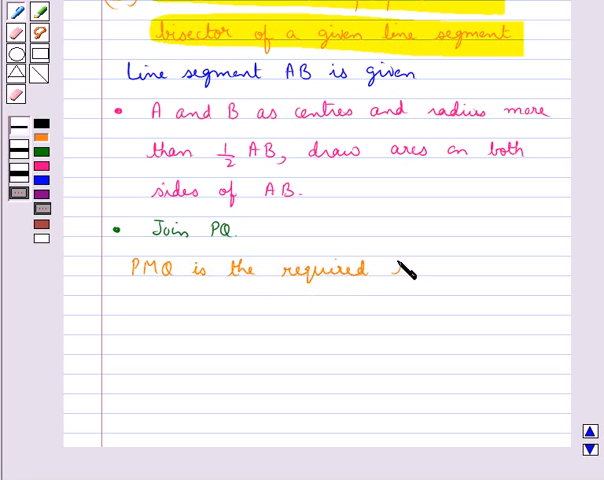 bisector of a given line segment
Line segment AB is given
• A and B as centres and radius more
than 1/2 AB, draw arcs on both
sides of AB.
• Join PQ.
PMQ is the required